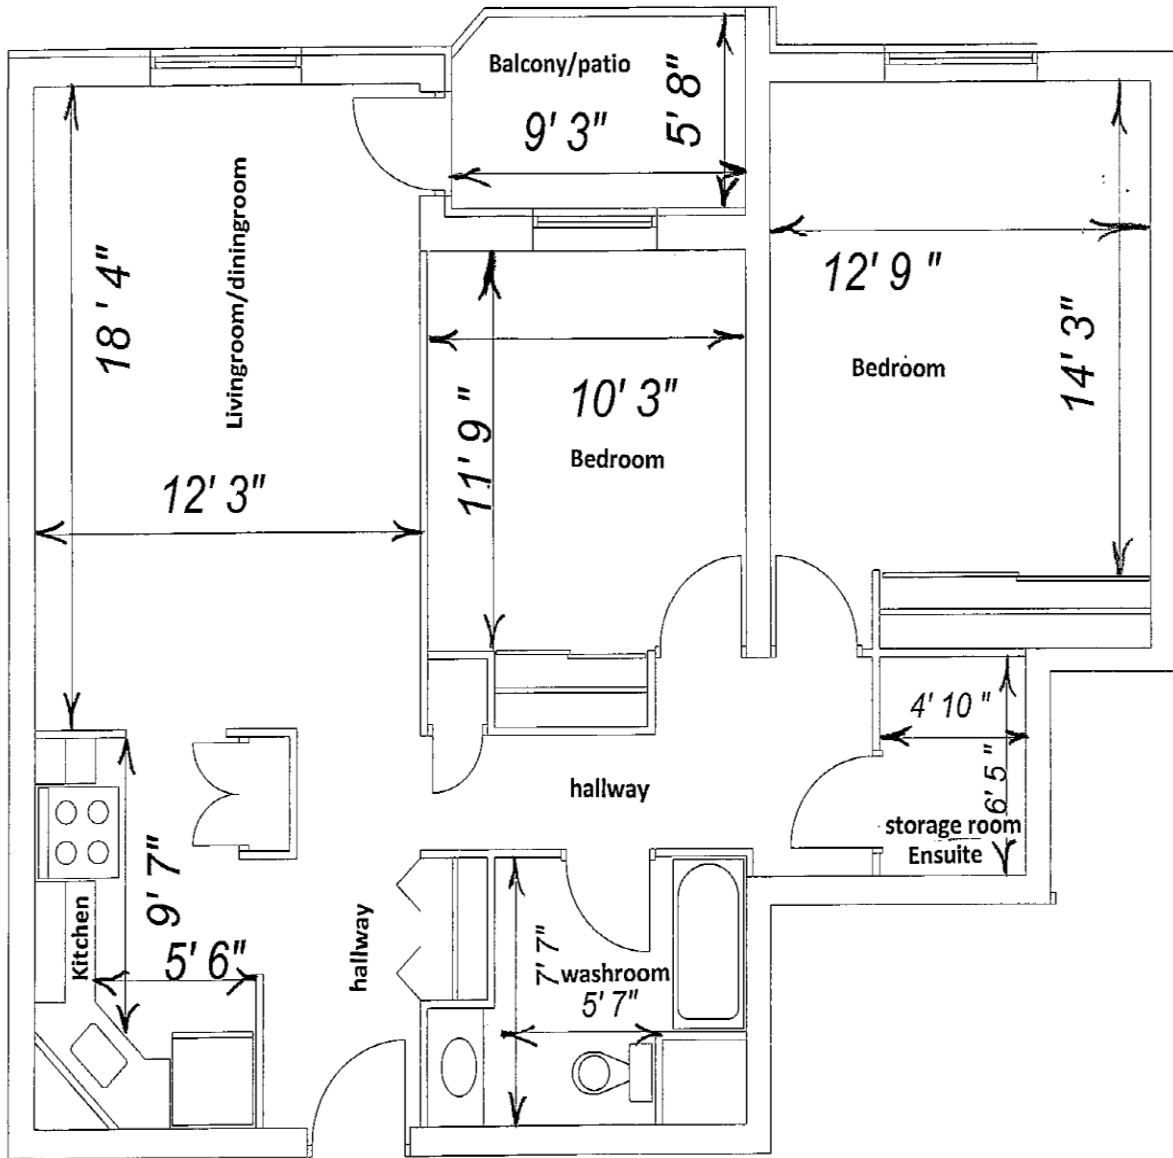 Balcony/patio
9' 3"
5' 8"
Livingroom/diningroom
18 ' 4"
12' 3"
10' 3"
11' 9 "
Bedroom
12' 9 "
14' 3"
Bedroom
4' 10 "
6' 5 "
storage room
Ensuite
hallway
9' 7"
Kitchen
5' 6"
hallway
7' 7"
washroom
5' 7"